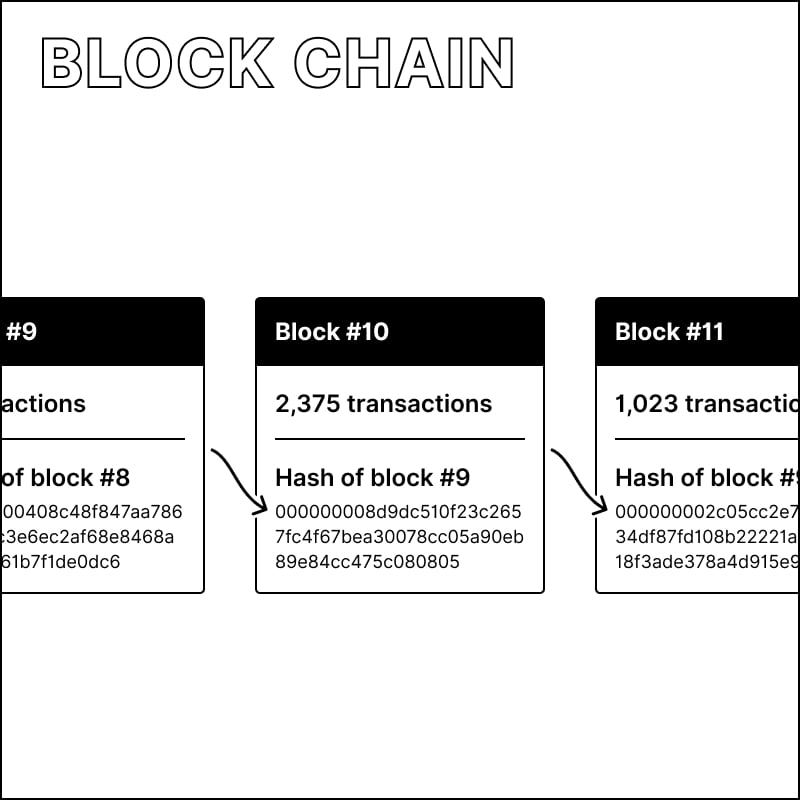 BLOCK CHAIN
#9
actions
of block #8
00408c48f847aa786
c3e6ec2af68e8468a
61b7f1de0dc6
Block #10
2,375 transactions
Hash of block #9
000000008d9dc510f23c265
7fc4f67bea30078cc05a90eb
89e84cc475c080805
Block #11
1,023 transactio
Hash of block #9
000000002c05cc2e7
34df87fd108b22221a
18f3ade378a4d915e9